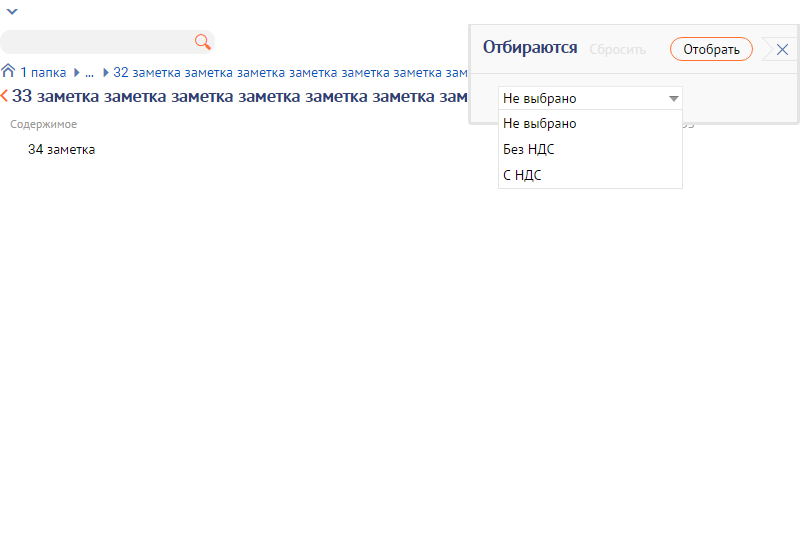 Отбираются Сбросить Отобрать
1 папка ... 32 заметка заметка заметка заметка заметка заметка зам
33 заметка заметка заметка заметка заметка заметка зам
Не выбрано
Содержимое
Не выбрано
34 заметка
Без НДС
С НДС